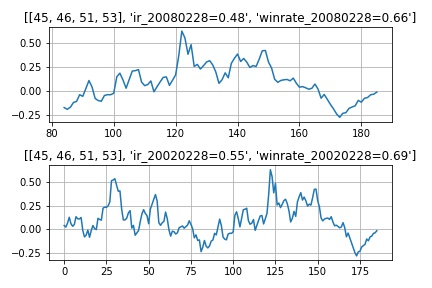 [[45, 46, 51, 53], 'ir_20080228=0.48', 'winrate_20080228=0.66']
0.50
0.25
0.00
−0.25
80 100 120 140 160 180
[[45, 46, 51, 53], 'ir_20020228=0.55', 'winrate_20020228=0.69']
0.50
0.25
0.00
−0.25
0 25 50 75 100 125 150 175